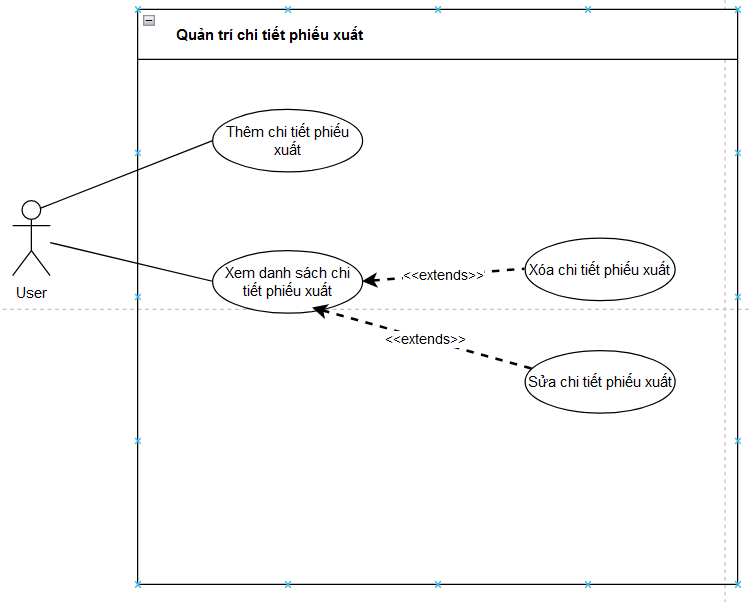 Quản trí chi tiết phiếu xuất
Thêm chi tiết phiếu
xuất
User
Xem danh sách chi
tiết phiếu xuất
<<extends>>
Xóa chi tiết phiếu xuất
<<extends>>
Sửa chi tiết phiếu xuất